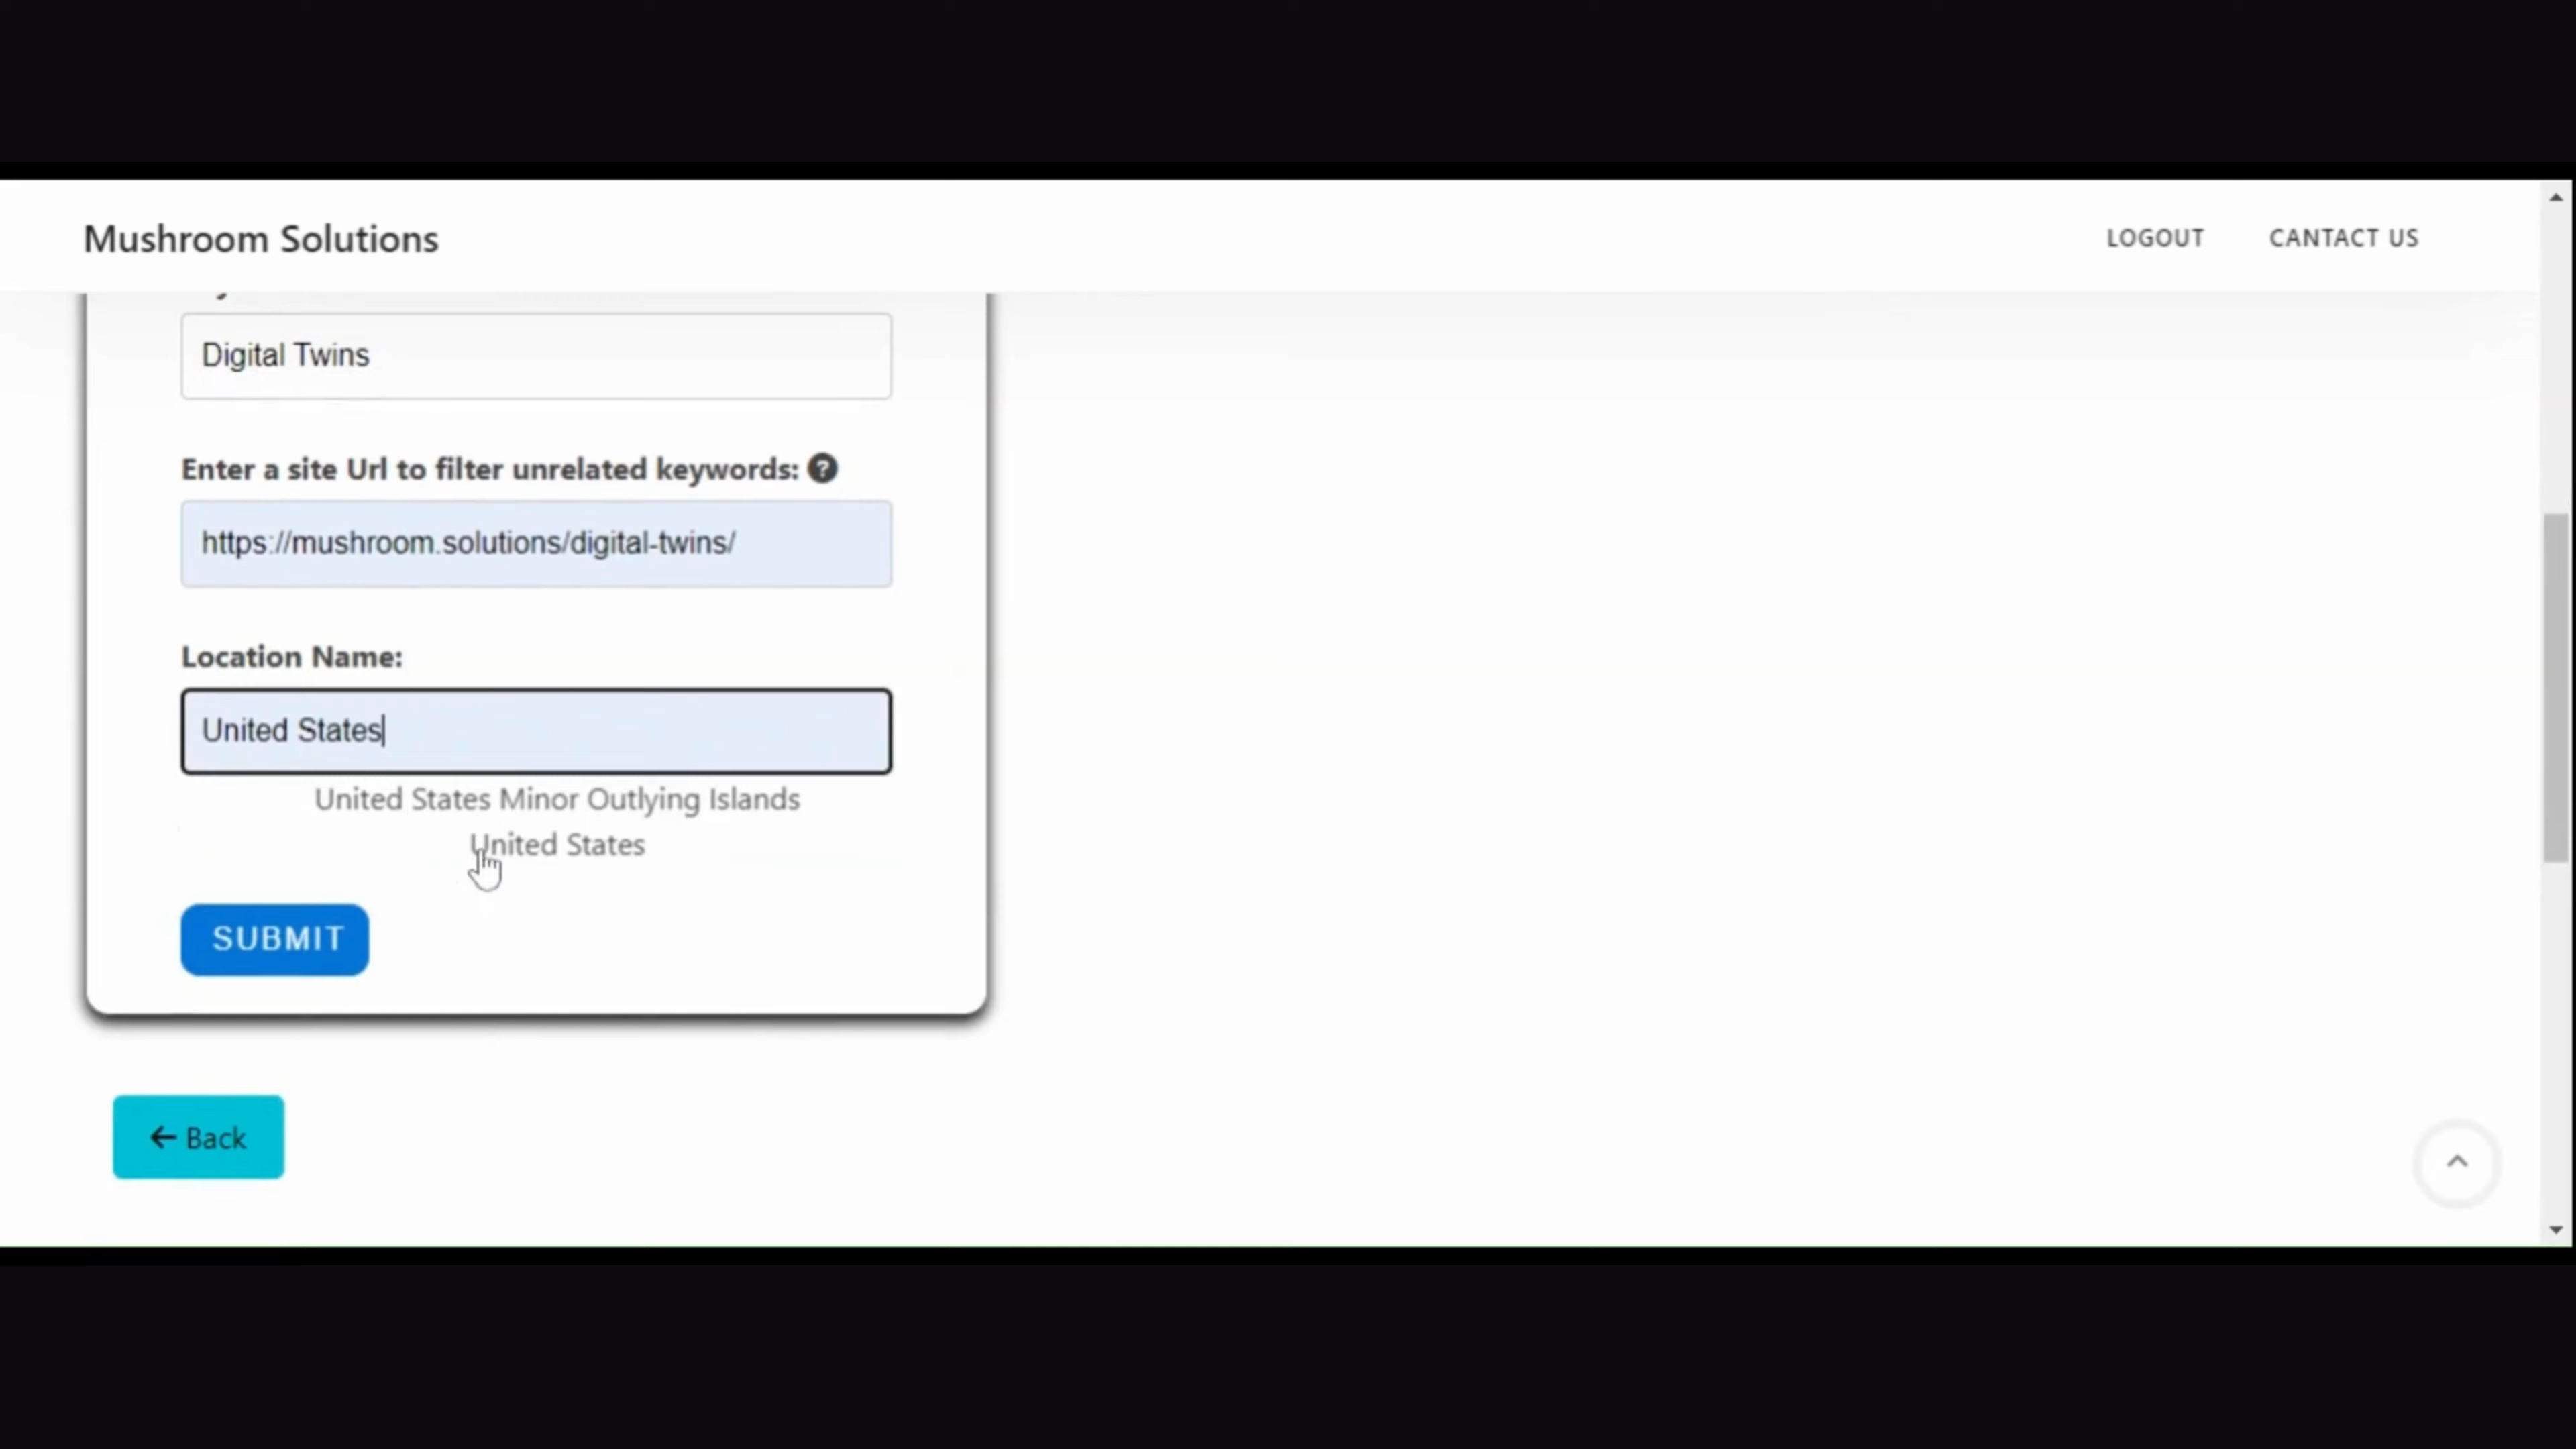 Mushroom Solutions
LOGOUT
CANTACT US
Digital Twins
Enter a site Url to filter unrelated keywords: ?
https://mushroom.solutions/digital-twins/
Location Name:
United States
United States Minor Outlying Islands
United States
SUBMIT
← Back